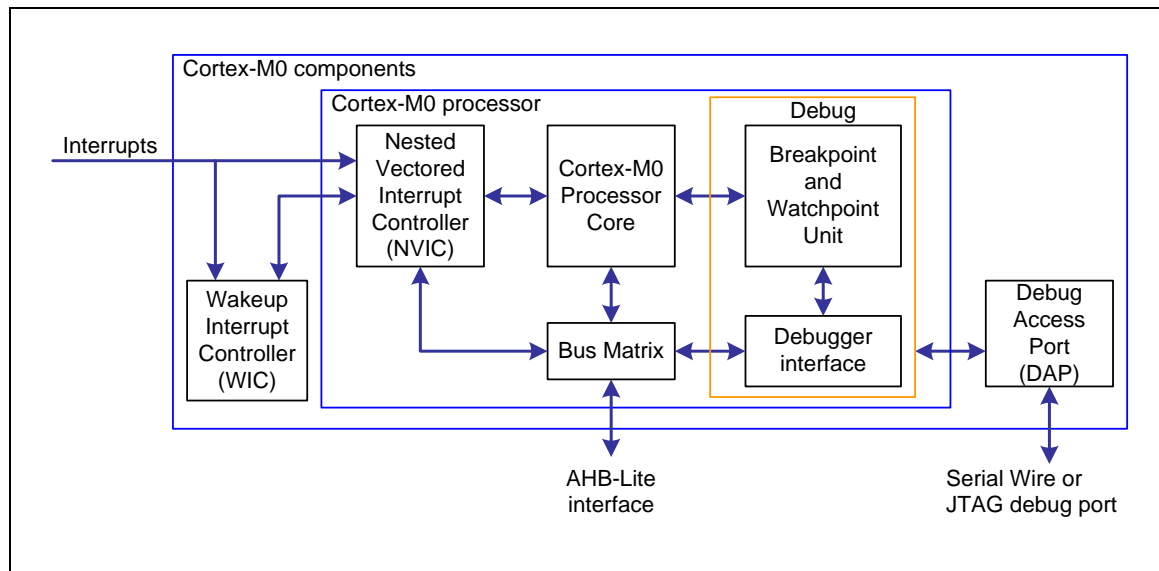 Cortex-M0 components
Cortex-M0 processor
Debug
Interrupts
Nested
Vectored
Interrupt
Controller
(NVIC)
Cortex-M0
Processor
Core
Breakpoint
and
Watchpoint
Unit
Wakeup
Interrupt
Controller
(WIC)
Bus Matrix
Debugger
interface
Debug
Access
Port
(DAP)
AHB-Lite
interface
Serial Wire or
JTAG debug port